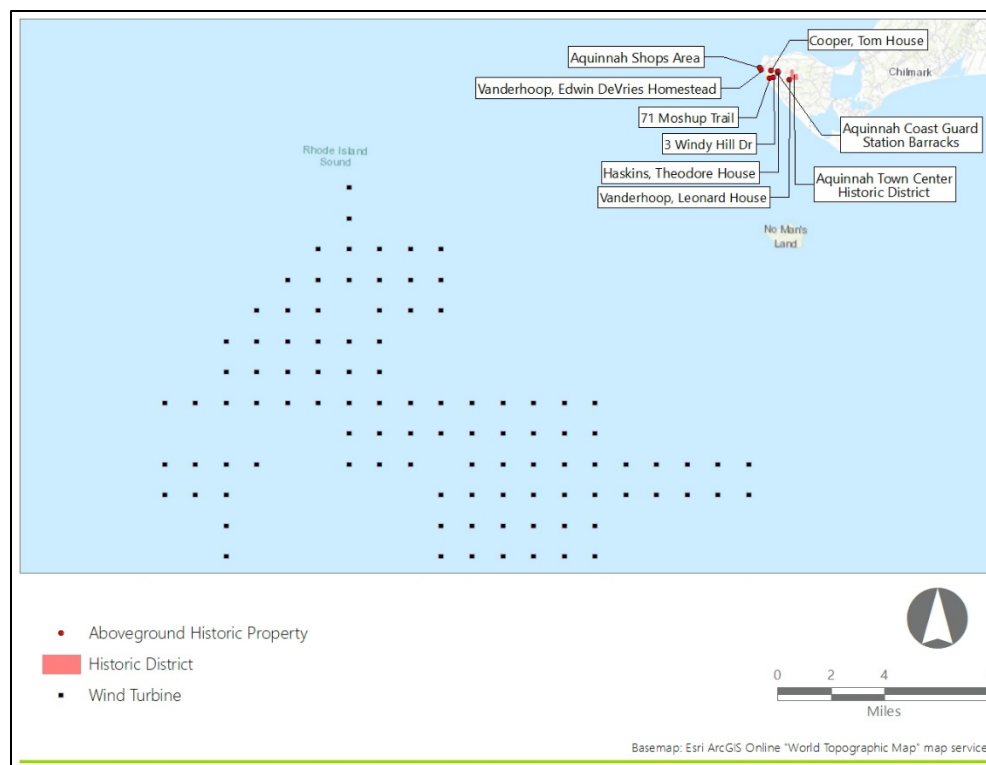 Cooper, Tom House
Aquinnah Shops Area
Chilmark
Vanderhoop, Edwin DeVries Homestead
71 Moshup Trail
Aquinnah Coast Guard
Station Barracks
3 Windy Hill Dr
Rhode Island
Sound
Haskins, Theodore House
Aquinnah Town Center
Historic District
Vanderhoop, Leonard House
No Man's
Land
Aboveground Historic Property
Historic District
Wind Turbine
0 2 4
Miles
Basemap: Esri ArcGIS Online "World Topographic Map" map service